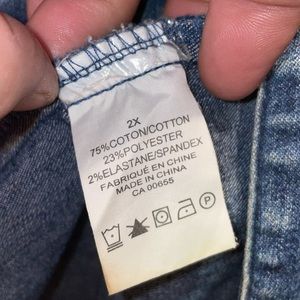 2X
75%COTON/COTTON
23%POLYESTER
2%ELASTANE/SPANDEX
FABRIQUÉ EN CHINE
MADE IN CHINA
CA 00655
P